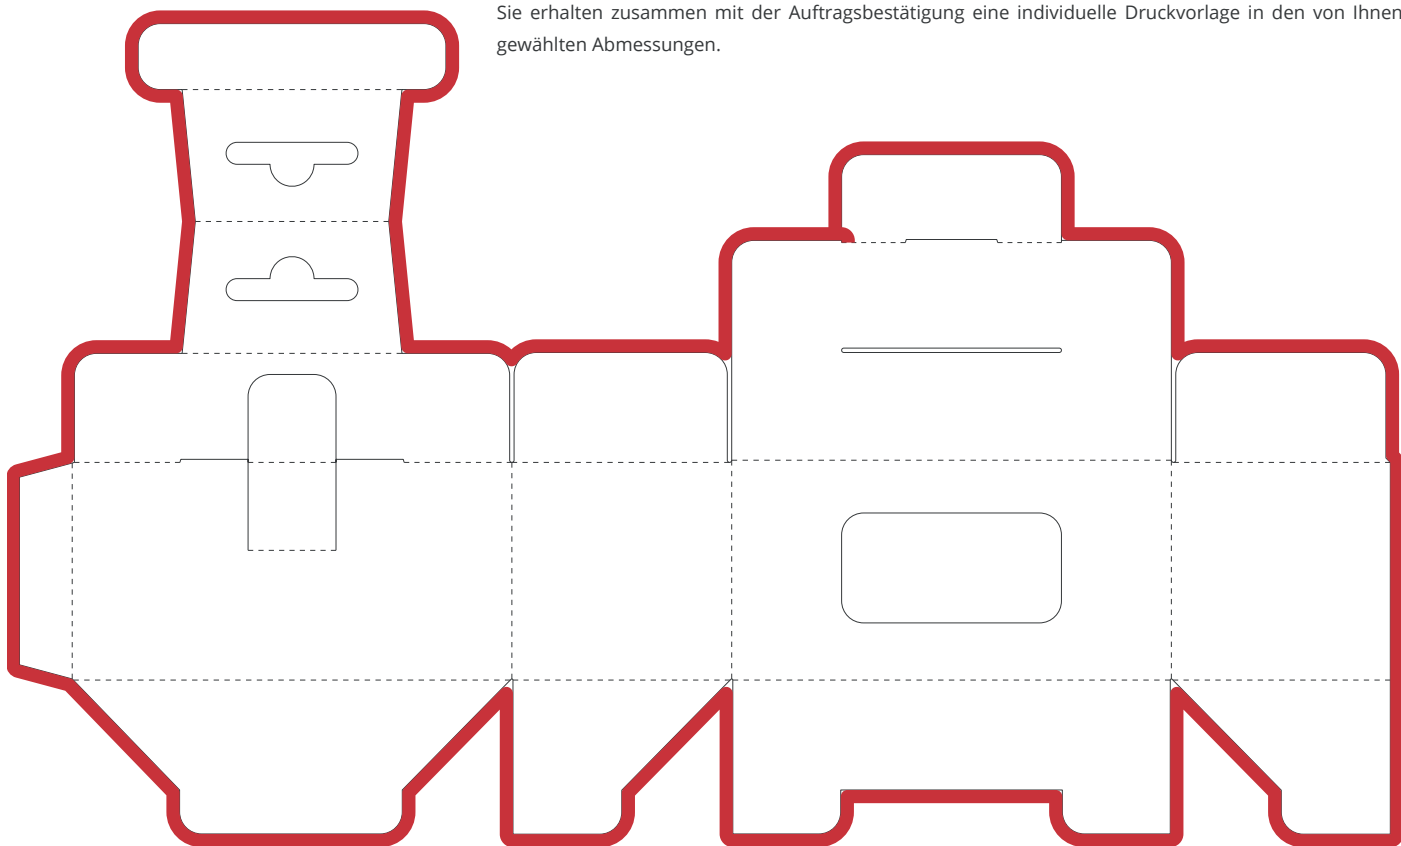 Sie erhalten zusammen mit der Auftragsbestätigung eine individuelle Druckvorlage in den von Ihnen
gewählten Abmessungen.